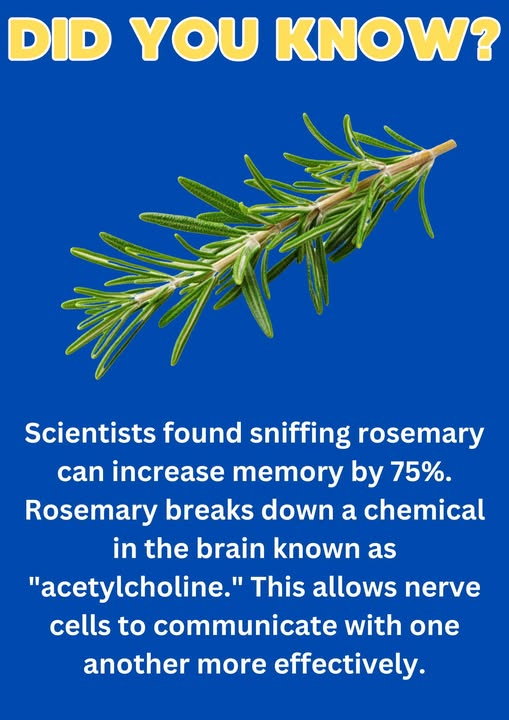 DID YOU KNOW?
Scientists found sniffing rosemary
can increase memory by 75%.
Rosemary breaks down a chemical
in the brain known as
"acetylcholine." This allows nerve
cells to communicate with one
another more effectively.